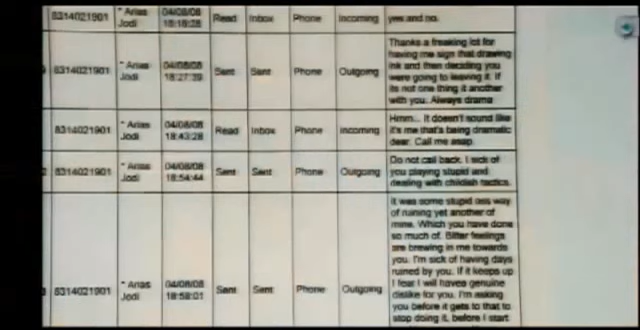 8314021901
* Arias
Jodi
04/08/08
18:18:28
Read
Inbox
Phone
Incoming
yes and no.
8314021901
* Arias
Jodi
04/08/08
18:27:39
Sent
Sent
Phone
Outgoing
Thanks a freaking lot for
having me sign that drawing
ink and then deciding you
were going to leaving it. If
its not one thing it another
with you. Always drama
8314021901
* Arias
Jodi
04/08/08
18:43:28
Read
Inbox
Phone
Incoming
Hmm... It doesn't sound like
it's me that's being dramatic
dear. Call me asap.
8314021901
* Arias
Jodi
04/08/08
18:54:44
Sent
Sent
Phone
Outgoing
Do not call back. I sick of
you playing stupid and
dealing with childish tactics.
8314021901
* Arias
Jodi
04/08/08
18:58:01
Sent
Sent
Phone
Outgoing
It was some stupid ass way
of ruining yet another of
mine. Which you have done
so much of. Bitter feelings
are brewing in me towards
you. I'm sick of having days
ruined by you. If it keeps up
I fear I will haves genuine
dislike for you. I'm asking
you before it gets to that to
stop doing it, before I start